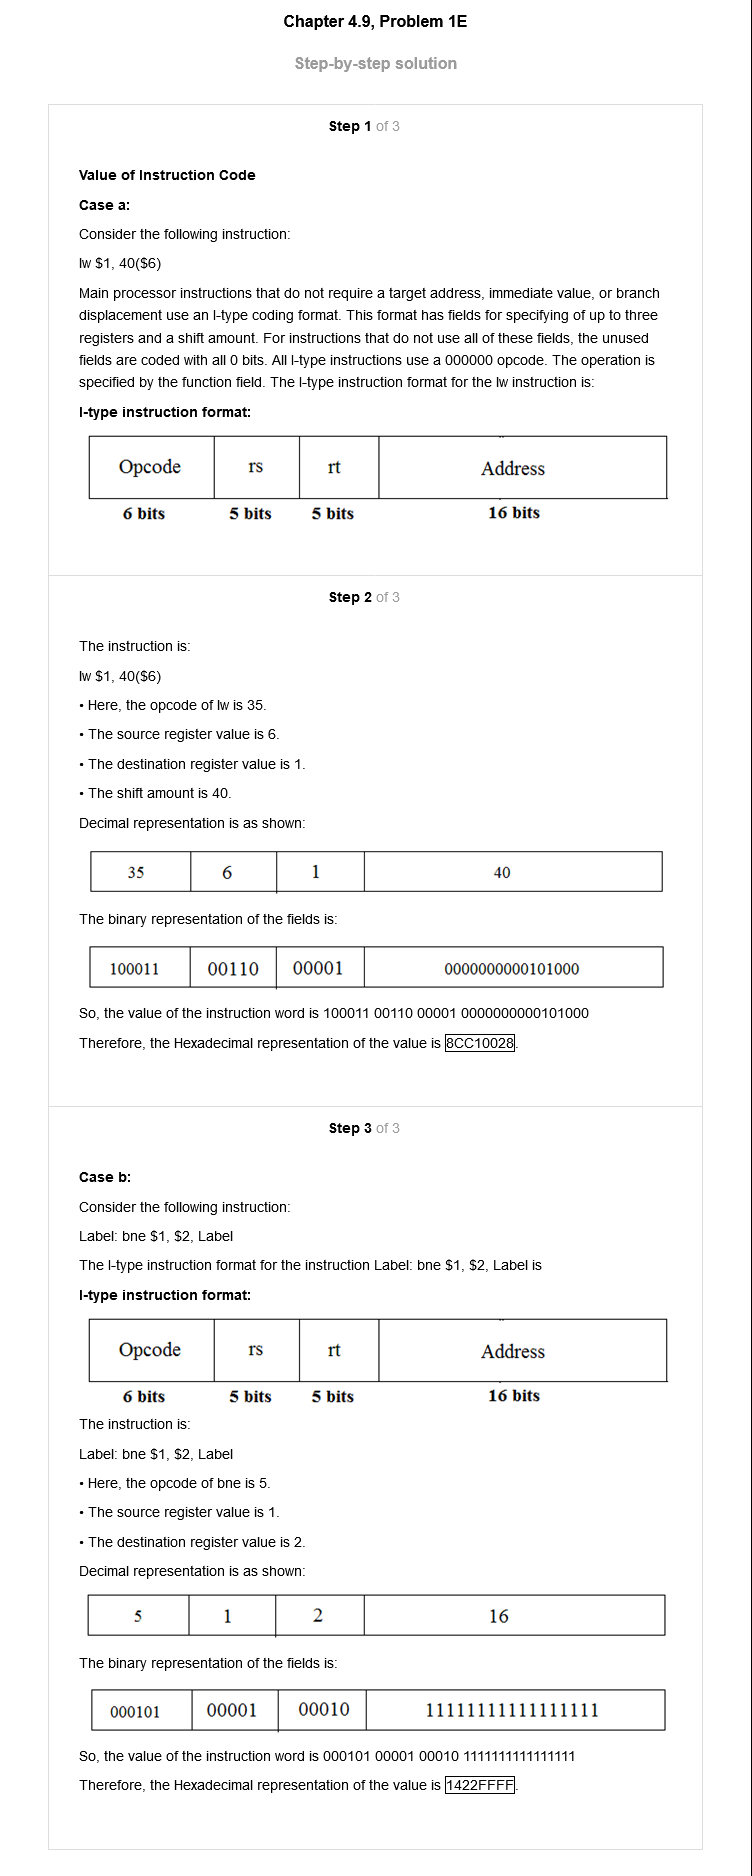 Chapter 4.9, Problem 1E
Step-by-step solution
Step 1 of 3
Value of Instruction Code
Case a:
Consider the following instruction:
lw $1, 40($6)
Main processor instructions that do not require a target address, immediate value, or branch
displacement use an I-type coding format. This format has fields for specifying of up to three
registers and a shift amount. For instructions that do not use all of these fields, the unused
fields are coded with all 0 bits. All I-type instructions use a 000000 opcode. The operation is
specified by the function field. The I-type instruction format for the lw instruction is:
I-type instruction format:
Opcode rs rt Address
6 bits 5 bits 5 bits 16 bits
Step 2 of 3
The instruction is:
lw $1, 40($6)
• Here, the opcode of lw is 35.
• The source register value is 6.
• The destination register value is 1.
• The shift amount is 40.
Decimal representation is as shown:
35 6 1 40
The binary representation of the fields is:
100011 00110 00001 0000000000101000
So, the value of the instruction word is 100011 00110 00001 0000000000101000
Therefore, the Hexadecimal representation of the value is 8CC10028.
Step 3 of 3
Case b:
Consider the following instruction:
Label: bne $1, $2, Label
The I-type instruction format for the instruction Label: bne $1, $2, Label is
I-type instruction format:
Opcode rs rt Address
6 bits 5 bits 5 bits 16 bits
The instruction is:
Label: bne $1, $2, Label
• Here, the opcode of bne is 5.
• The source register value is 1.
• The destination register value is 2.
Decimal representation is as shown:
5 1 2 16
The binary representation of the fields is:
000101 00001 00010 1111111111111111
So, the value of the instruction word is 000101 00001 00010 1111111111111111
Therefore, the Hexadecimal representation of the value is 1422FFFF.